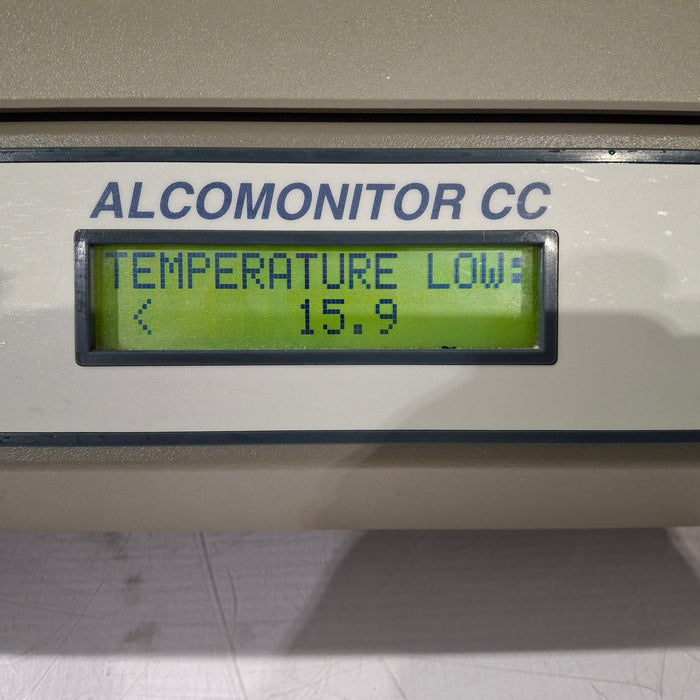 ALCOMONITOR CC
TEMPERATURE LOW:
< 15.9